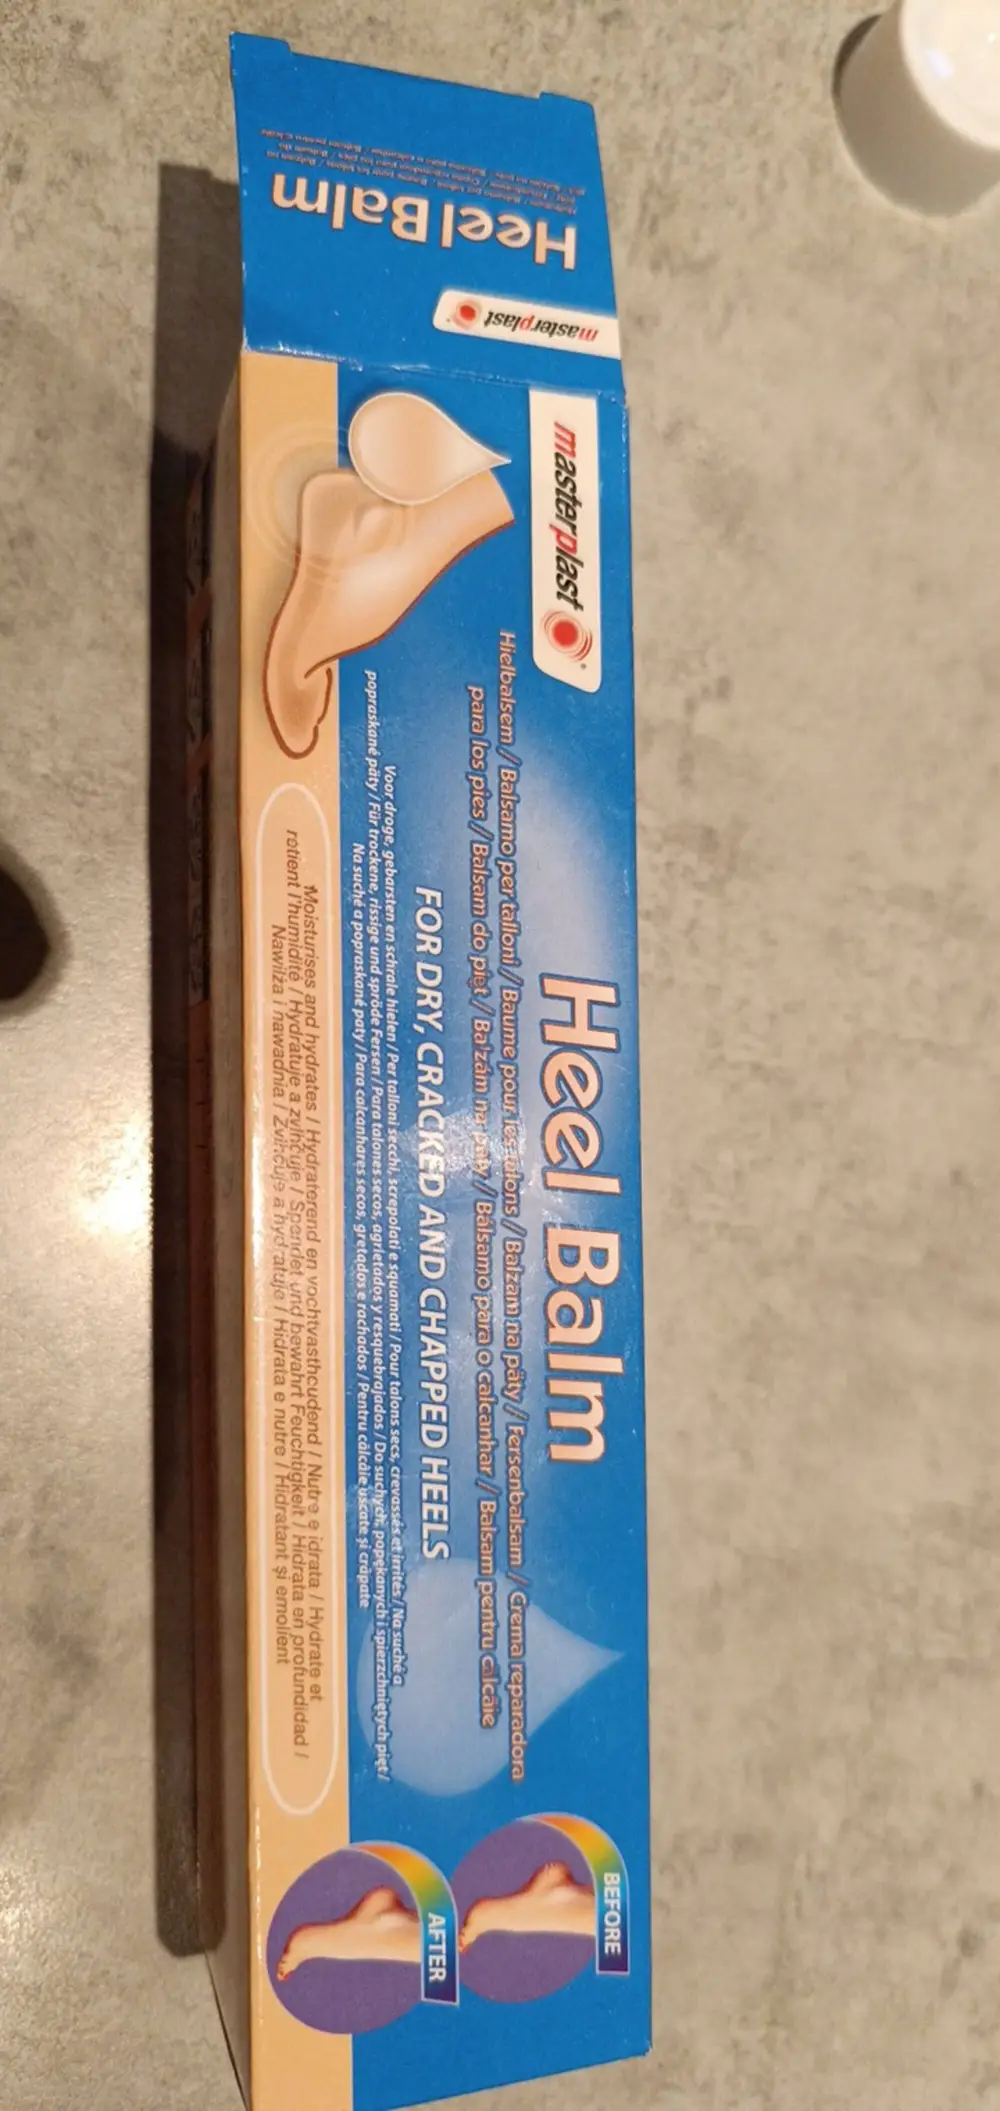 Heel Balm
masterplast
masterplast
Heel Balm
Hielbalsem / Balsamo per talloni / Baume pour les talons / Balzam na päty / Fersenbalsam / Crema reparadora
para los pies / Balsam do pięt / Balzám na paty / Bálsamo para o calcanhar / Balsam pentru călcâie
FOR DRY, CRACKED AND CHAPPED HEELS
Voor droge, gebarsten en schrale hielen / Per talloni secchi, screpolati e squamati / Pour talons secs, crevassés et irrités / Na suché a
popraskané päty / Für trockene, rissige und spröde Fersen / Para talones secos, agrietados y resquebrajados / Do suchych, popękanych i spierzchniętych pięt /
Na suché a popraskané paty / Para calcanhares secos, gretados e rachados / Pentru călcâie uscate și crăpate
Moisturises and hydrates / Hydraterend en vochtvasthoudend / Nutre e idrata / Hydrate et
retient l'humidité / Hydratuje a zvlhčuje / Spendet und bewahrt Feuchtigkeit / Hidrata en profundidad /
Nawilża i nawadnia / Zvlhčuje a hydratuje / Hidrata e nutre / Hidratant și emolient
BEFORE
AFTER